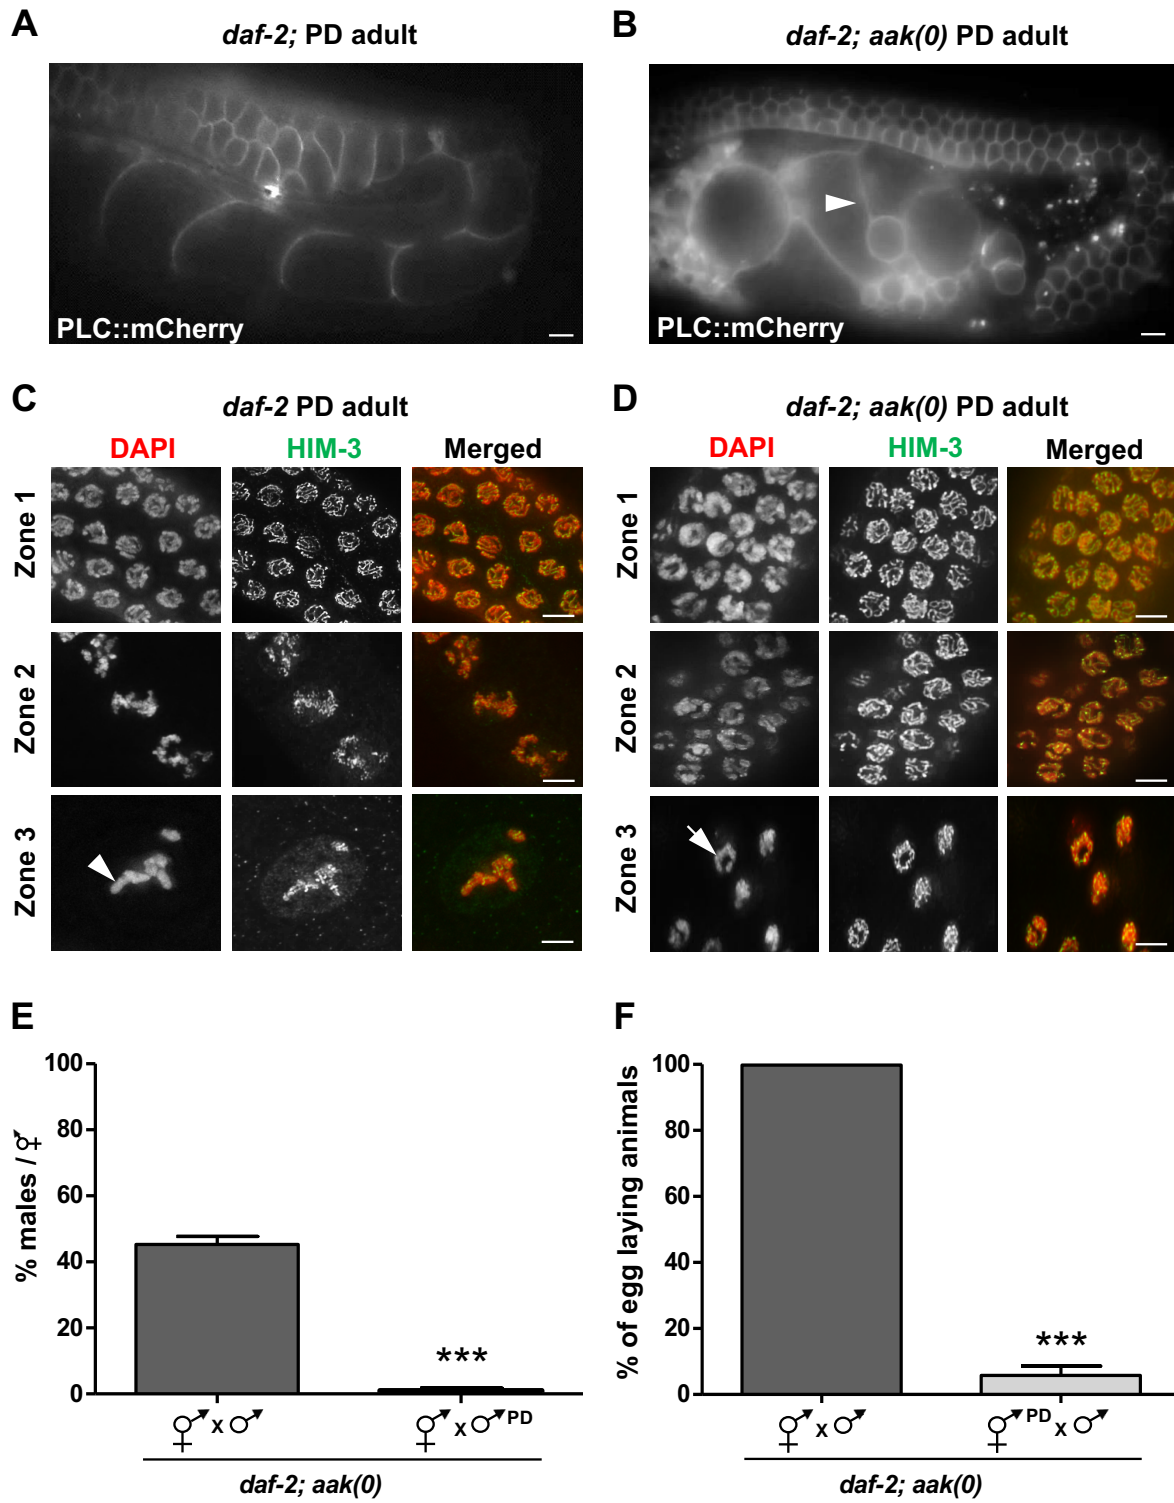 A
daf-2; PD adult
PLC::mCherry
B
daf-2; aak(0) PD adult
PLC::mCherry
C
daf-2 PD adult
DAPI HIM-3 Merged
Zone 1
Zone 2
Zone 3
D
daf-2; aak(0) PD adult
DAPI HIM-3 Merged
Zone 1
Zone 2
Zone 3
E
% males / ⚥
100
80
60
40
20
0
***
⚥ x ♂
⚥ x ♂ PD
daf-2; aak(0)
F
% of egg laying animals
100
80
60
40
20
0
***
⚥ x ♂
⚥ PD x ♂
daf-2; aak(0)